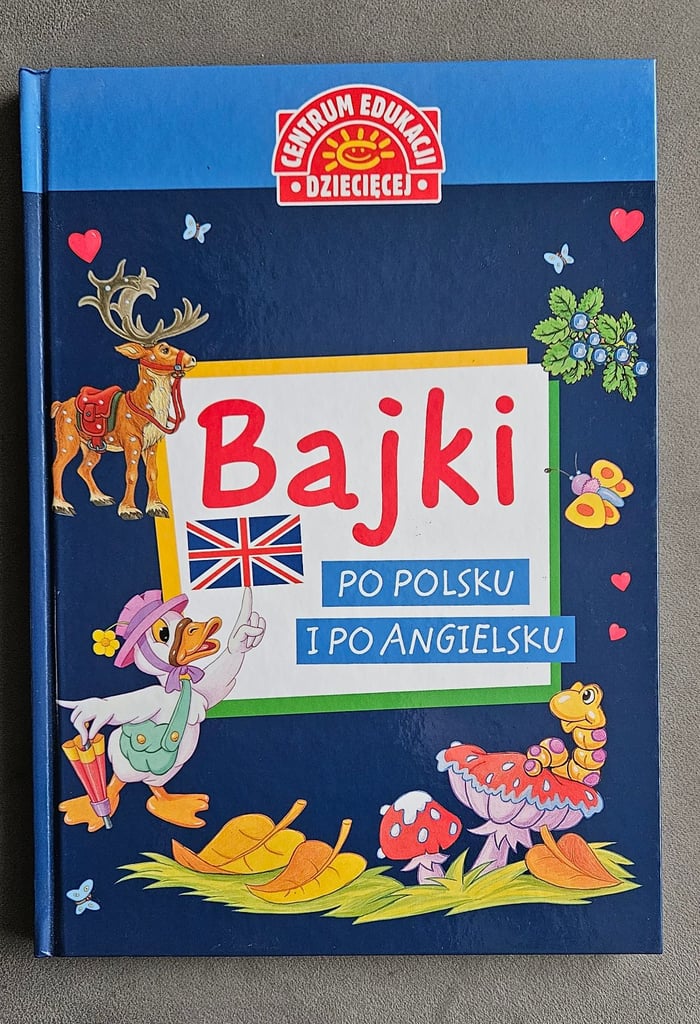 CENTRUM EDUKACJI
DZIECIĘCEJ
Bajki
PO POLSKU
I PO ANGIELSKU